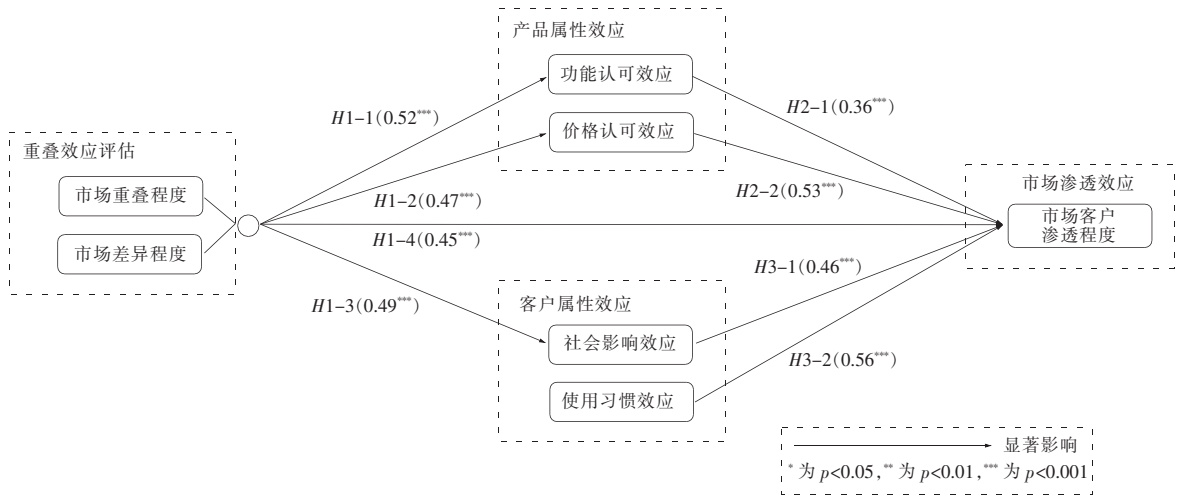 产品属性效应
功能认可效应
H1-1(0.52***)
H2-1(0.36***)
价格认可效应
重叠效应评估
市场重叠程度
H1-2(0.47***)
H2-2(0.53***)
市场渗透效应
市场客户
渗透程度
市场差异程度
H1-4(0.45***)
H3-1(0.46***)
H1-3(0.49***)
客户属性效应
社会影响效应
H3-2(0.56***)
使用习惯效应
显著影响
* 为 p<0.05,** 为 p<0.01,*** 为 p<0.001